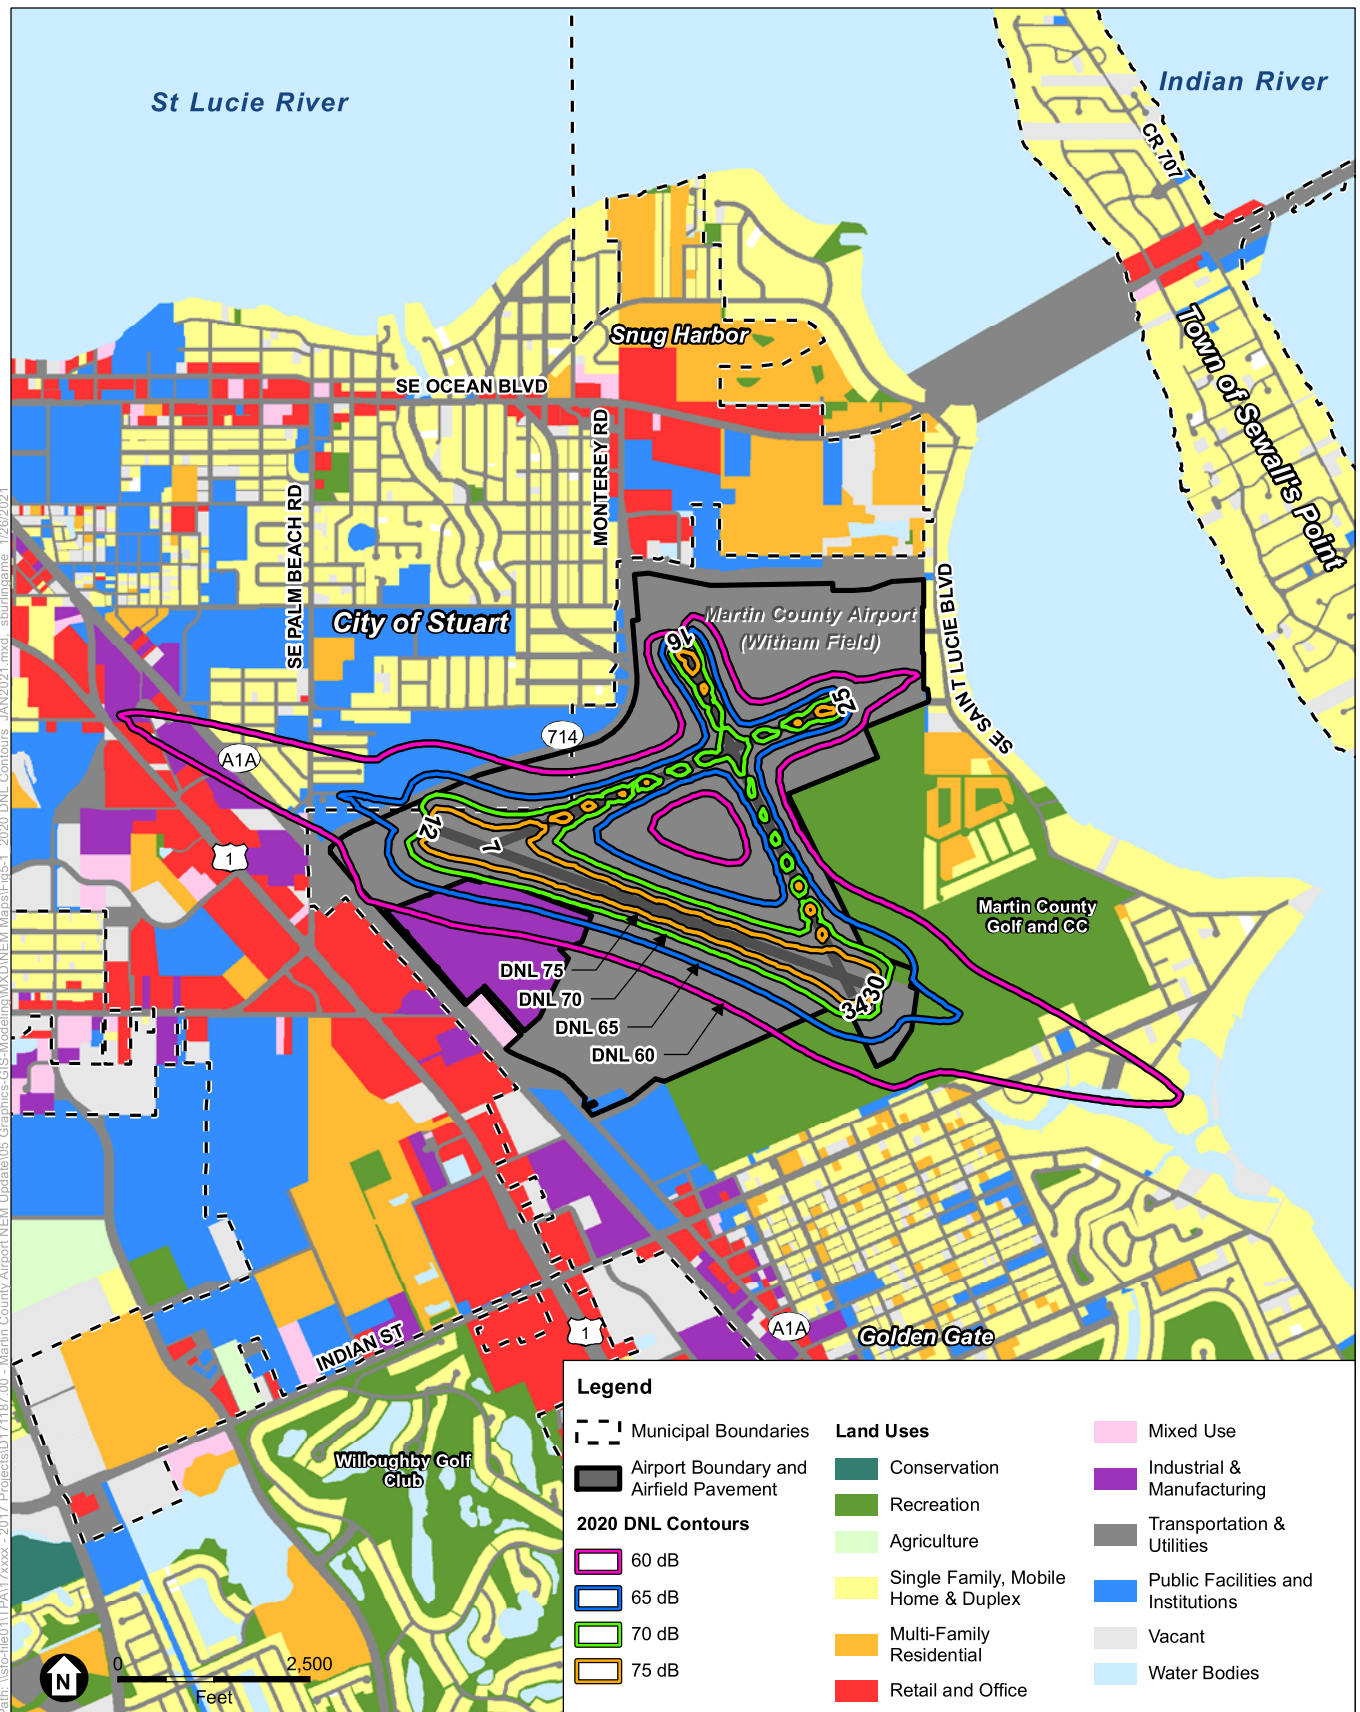 St Lucie River
Indian River
CR 707
Town of Sewall's Point
Snug Harbor
SE OCEAN BLVD
MONTEREY RD
SE PALM BEACH RD
City of Stuart
Martin County Airport
(Witham Field)
SE SAINT LUCIE BLVD
16
25
714
A1A
12
7
1
Martin County
Golf and CC
DNL 75
DNL 70
DNL 65
DNL 60
34
30
INDIAN ST
1
A1A
Golden Gate
Willoughby Golf
Club
N
0
2,500
Feet
Legend
Municipal Boundaries
Airport Boundary and
Airfield Pavement
2020 DNL Contours
60 dB
65 dB
70 dB
75 dB
Land Uses
Conservation
Recreation
Agriculture
Single Family, Mobile
Home & Duplex
Multi-Family
Residential
Retail and Office
Mixed Use
Industrial &
Manufacturing
Transportation &
Utilities
Public Facilities and
Institutions
Vacant
Water Bodies